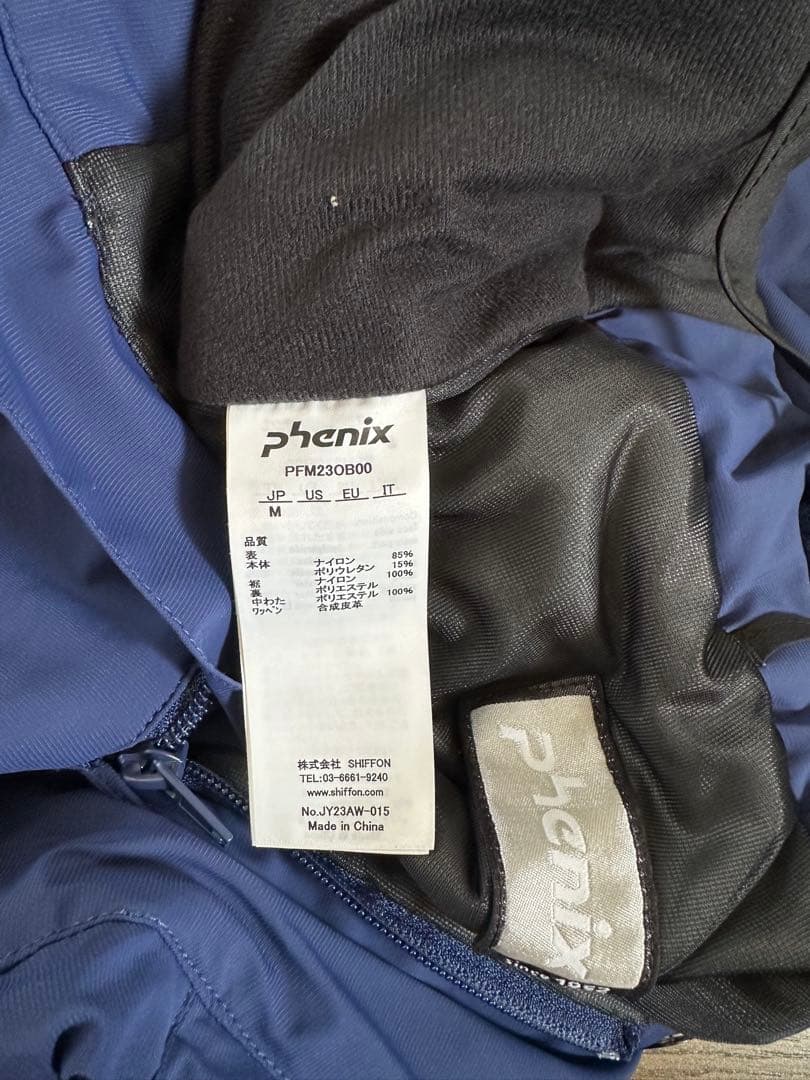 phenix
PFM23OB00
JP US EU IT
M
品質
表
本体 ナイロン 85%
ポリウレタン 15%
裾 ナイロン 100%
裏 ポリエステル
中わた ポリエステル 100%
ワッペン 合成皮革
株式会社 SHIFFON
TEL:03-6661-9240
www.shiffon.com
No.JY23AW-015
Made in China
phenix